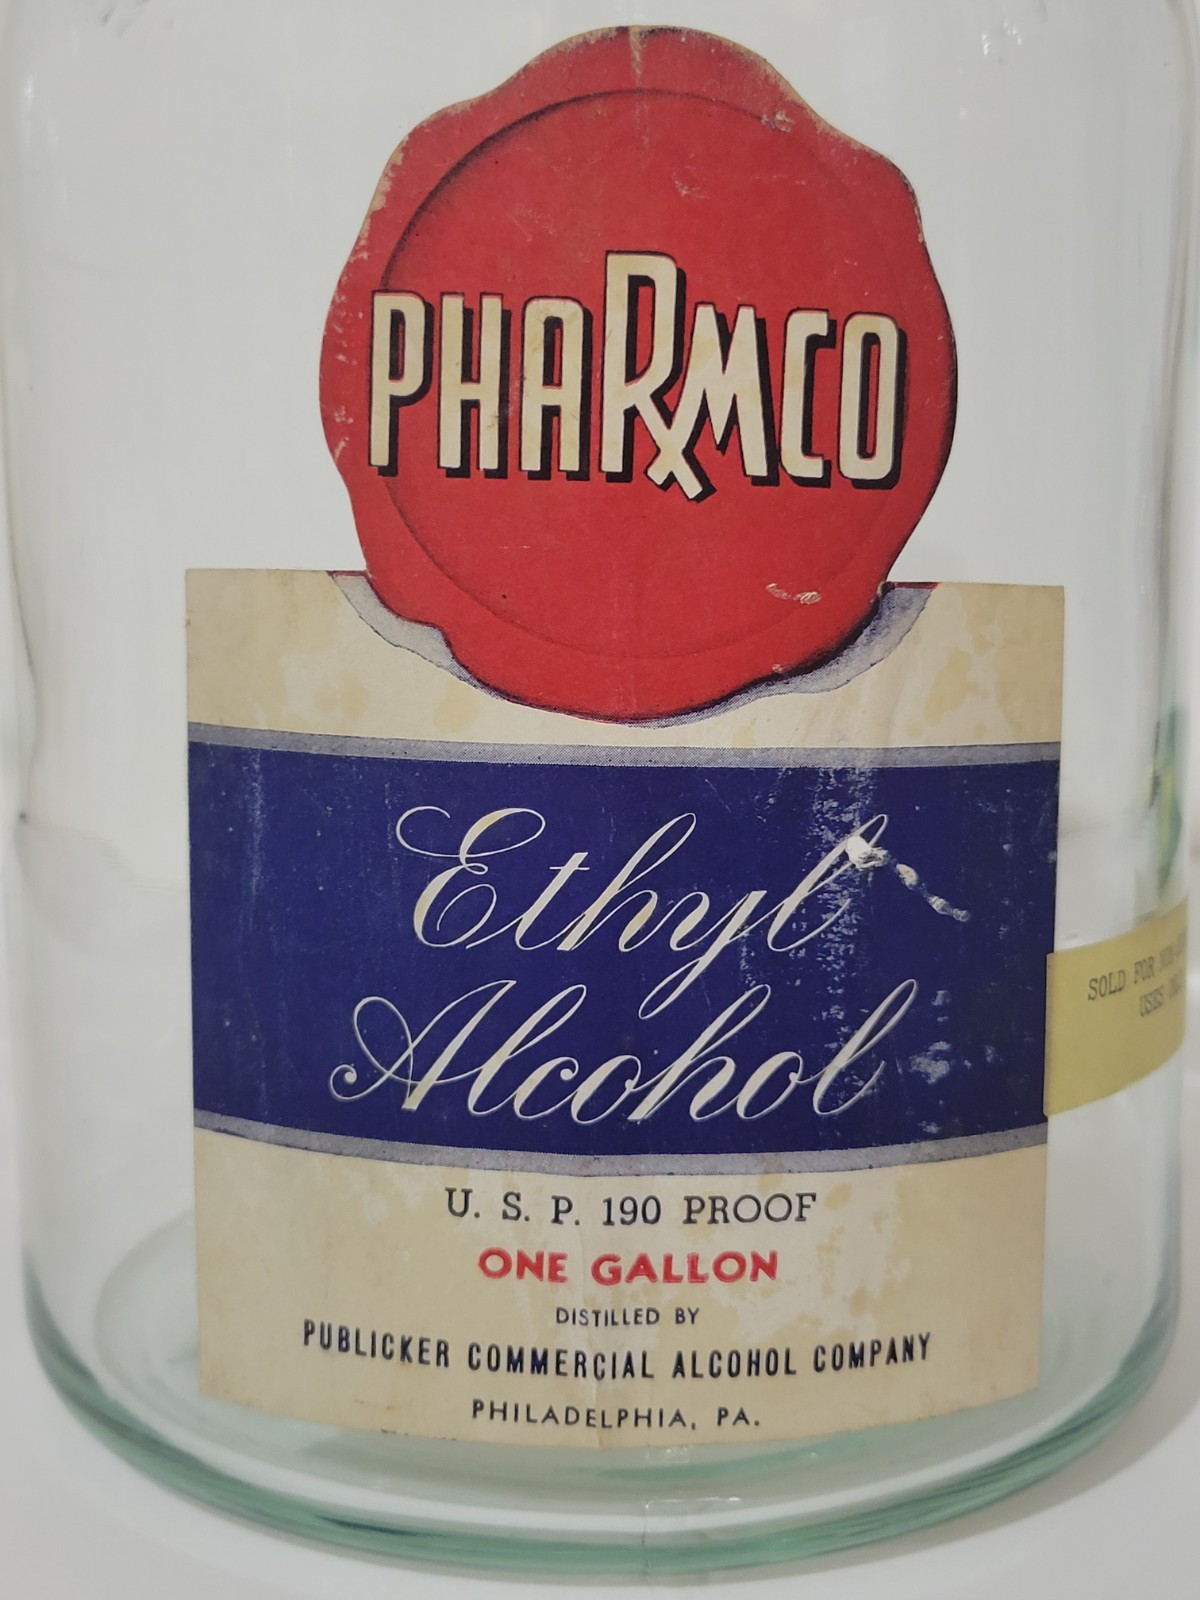 PHARMCO
Ethyl
Alcohol
U. S. P. 190 PROOF
ONE GALLON
DISTILLED BY
PUBLICKER COMMERCIAL ALCOHOL COMPANY
PHILADELPHIA, PA.
SOLD FOR
USES